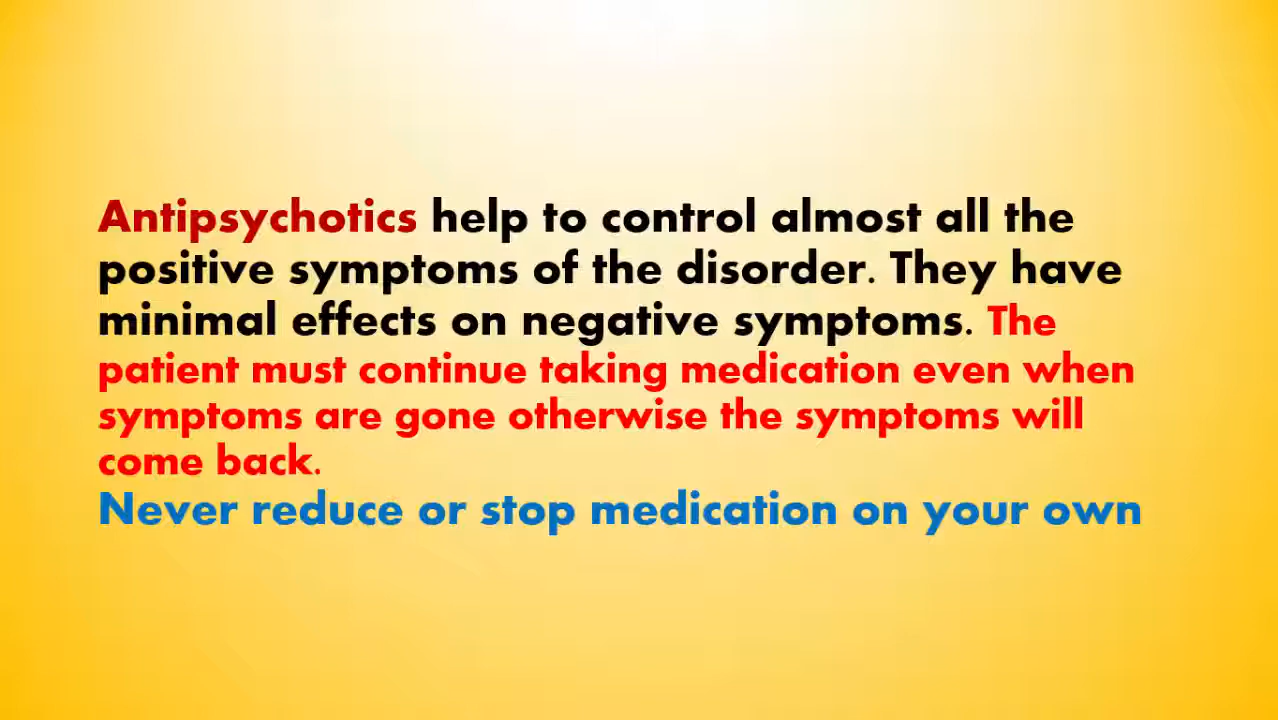 Antipsychotics help to control almost all the
positive symptoms of the disorder. They have
minimal effects on negative symptoms. The
patient must continue taking medication even when
symptoms are gone otherwise the symptoms will
come back.
Never reduce or stop medication on your own